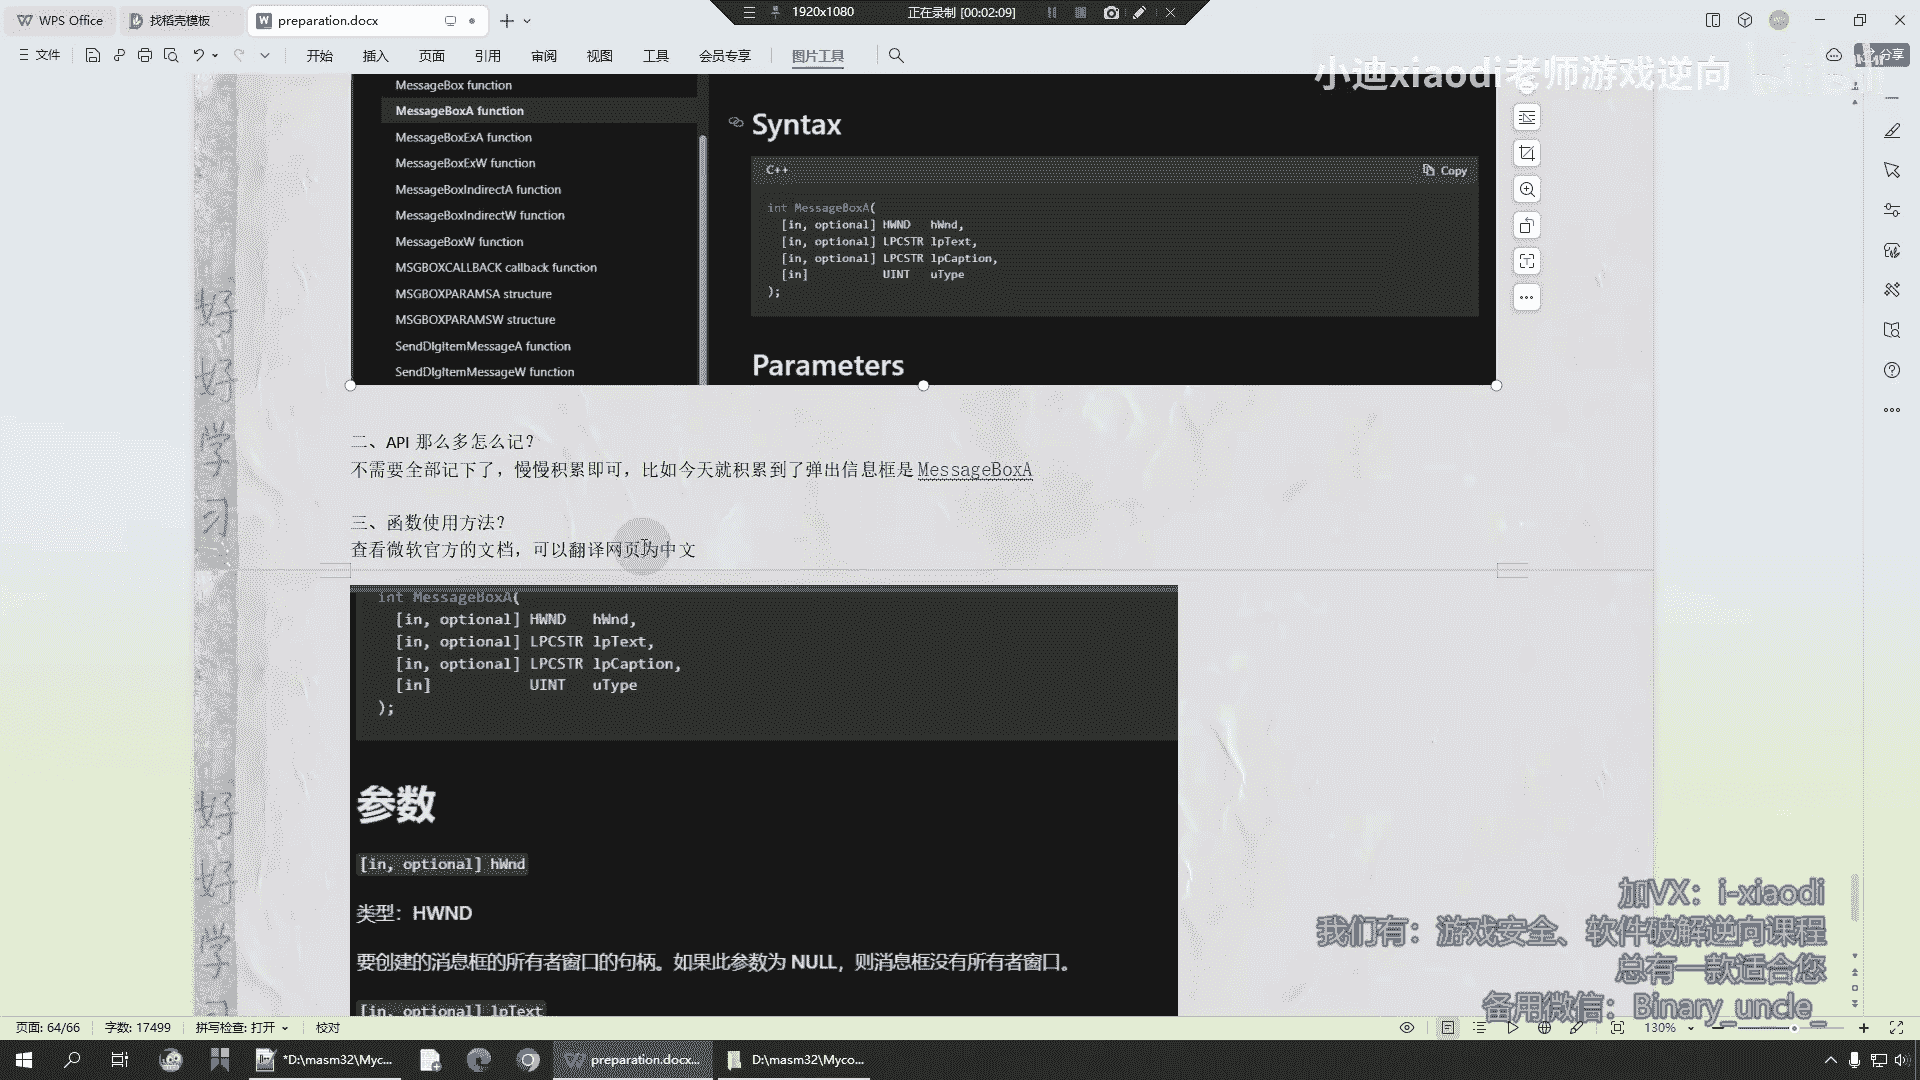 WPS Office
找稻壳模板
preparation.docx
1920x1080
正在录制 [00:02:09]
文件
开始
插入
页面
引用
审阅
视图
工具
会员专享
图片工具
分享
小迪xiaodi老师游戏逆向
MessageBox function
MessageBoxA function
MessageBoxExA function
MessageBoxExW function
MessageBoxIndirectA function
MessageBoxIndirectW function
MessageBoxW function
MSGBOXCALLBACK callback function
MSGBOXPARAMSA structure
MSGBOXPARAMSW structure
SendDlgItemMessageA function
SendDlgItemMessageW function
Syntax
C++
Copy
int MessageBoxA(
[in, optional] HWND hWnd,
[in, optional] LPCSTR lpText,
[in, optional] LPCSTR lpCaption,
[in] UINT uType
);
Parameters
好好学习
二、API 那么多怎么记？
不需要全部记下了，慢慢积累即可，比如今天就积累到了弹出信息框是 MessageBoxA
三、函数使用方法？
查看微软官方的文档，可以翻译网页为中文
int MessageBoxA(
[in, optional] HWND hWnd,
[in, optional] LPCSTR lpText,
[in, optional] LPCSTR lpCaption,
[in] UINT uType
);
参数
[in, optional] hWnd
类型：HWND
要创建的消息框的所有者窗口的句柄。如果此参数为 NULL，则消息框没有所有者窗口。
[in, optional] lpText
好好学
加VX：i-xiaodi
我们有：游戏安全、软件破解逆向课程
总有一款适合您
备用微信：Binary_uncle_
页面: 64/66
字数: 17499
拼写检查: 打开
校对
130%
*D:\masm32\Myc...
preparation.docx...
D:\masm32\Myco...